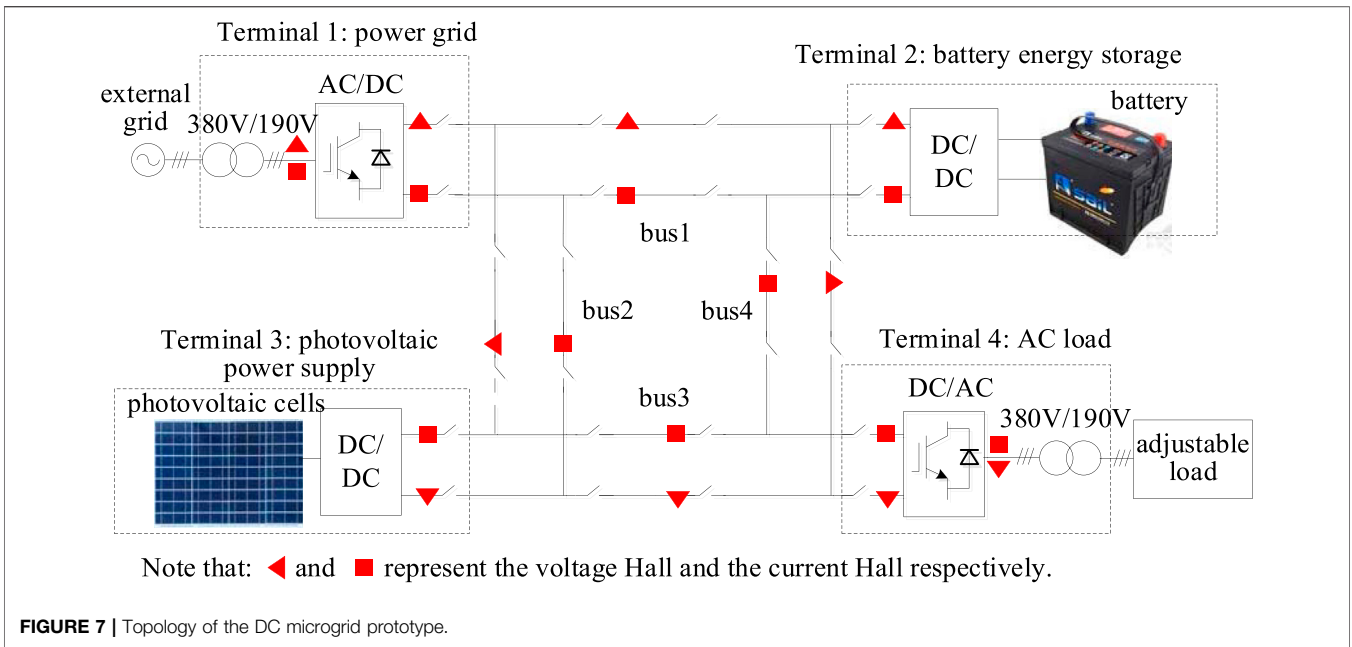 Terminal 1: power grid
Terminal 2: battery energy storage
external
grid
380V/190V
AC/DC
battery
DC/
DC
bus1
bus2
bus4
Terminal 3: photovoltaic
power supply
photovoltaic cells
DC/
DC
bus3
Terminal 4: AC load
DC/AC
380V/190V
adjustable
load
Note that: and represent the voltage Hall and the current Hall respectively.
FIGURE 7 | Topology of the DC microgrid prototype.